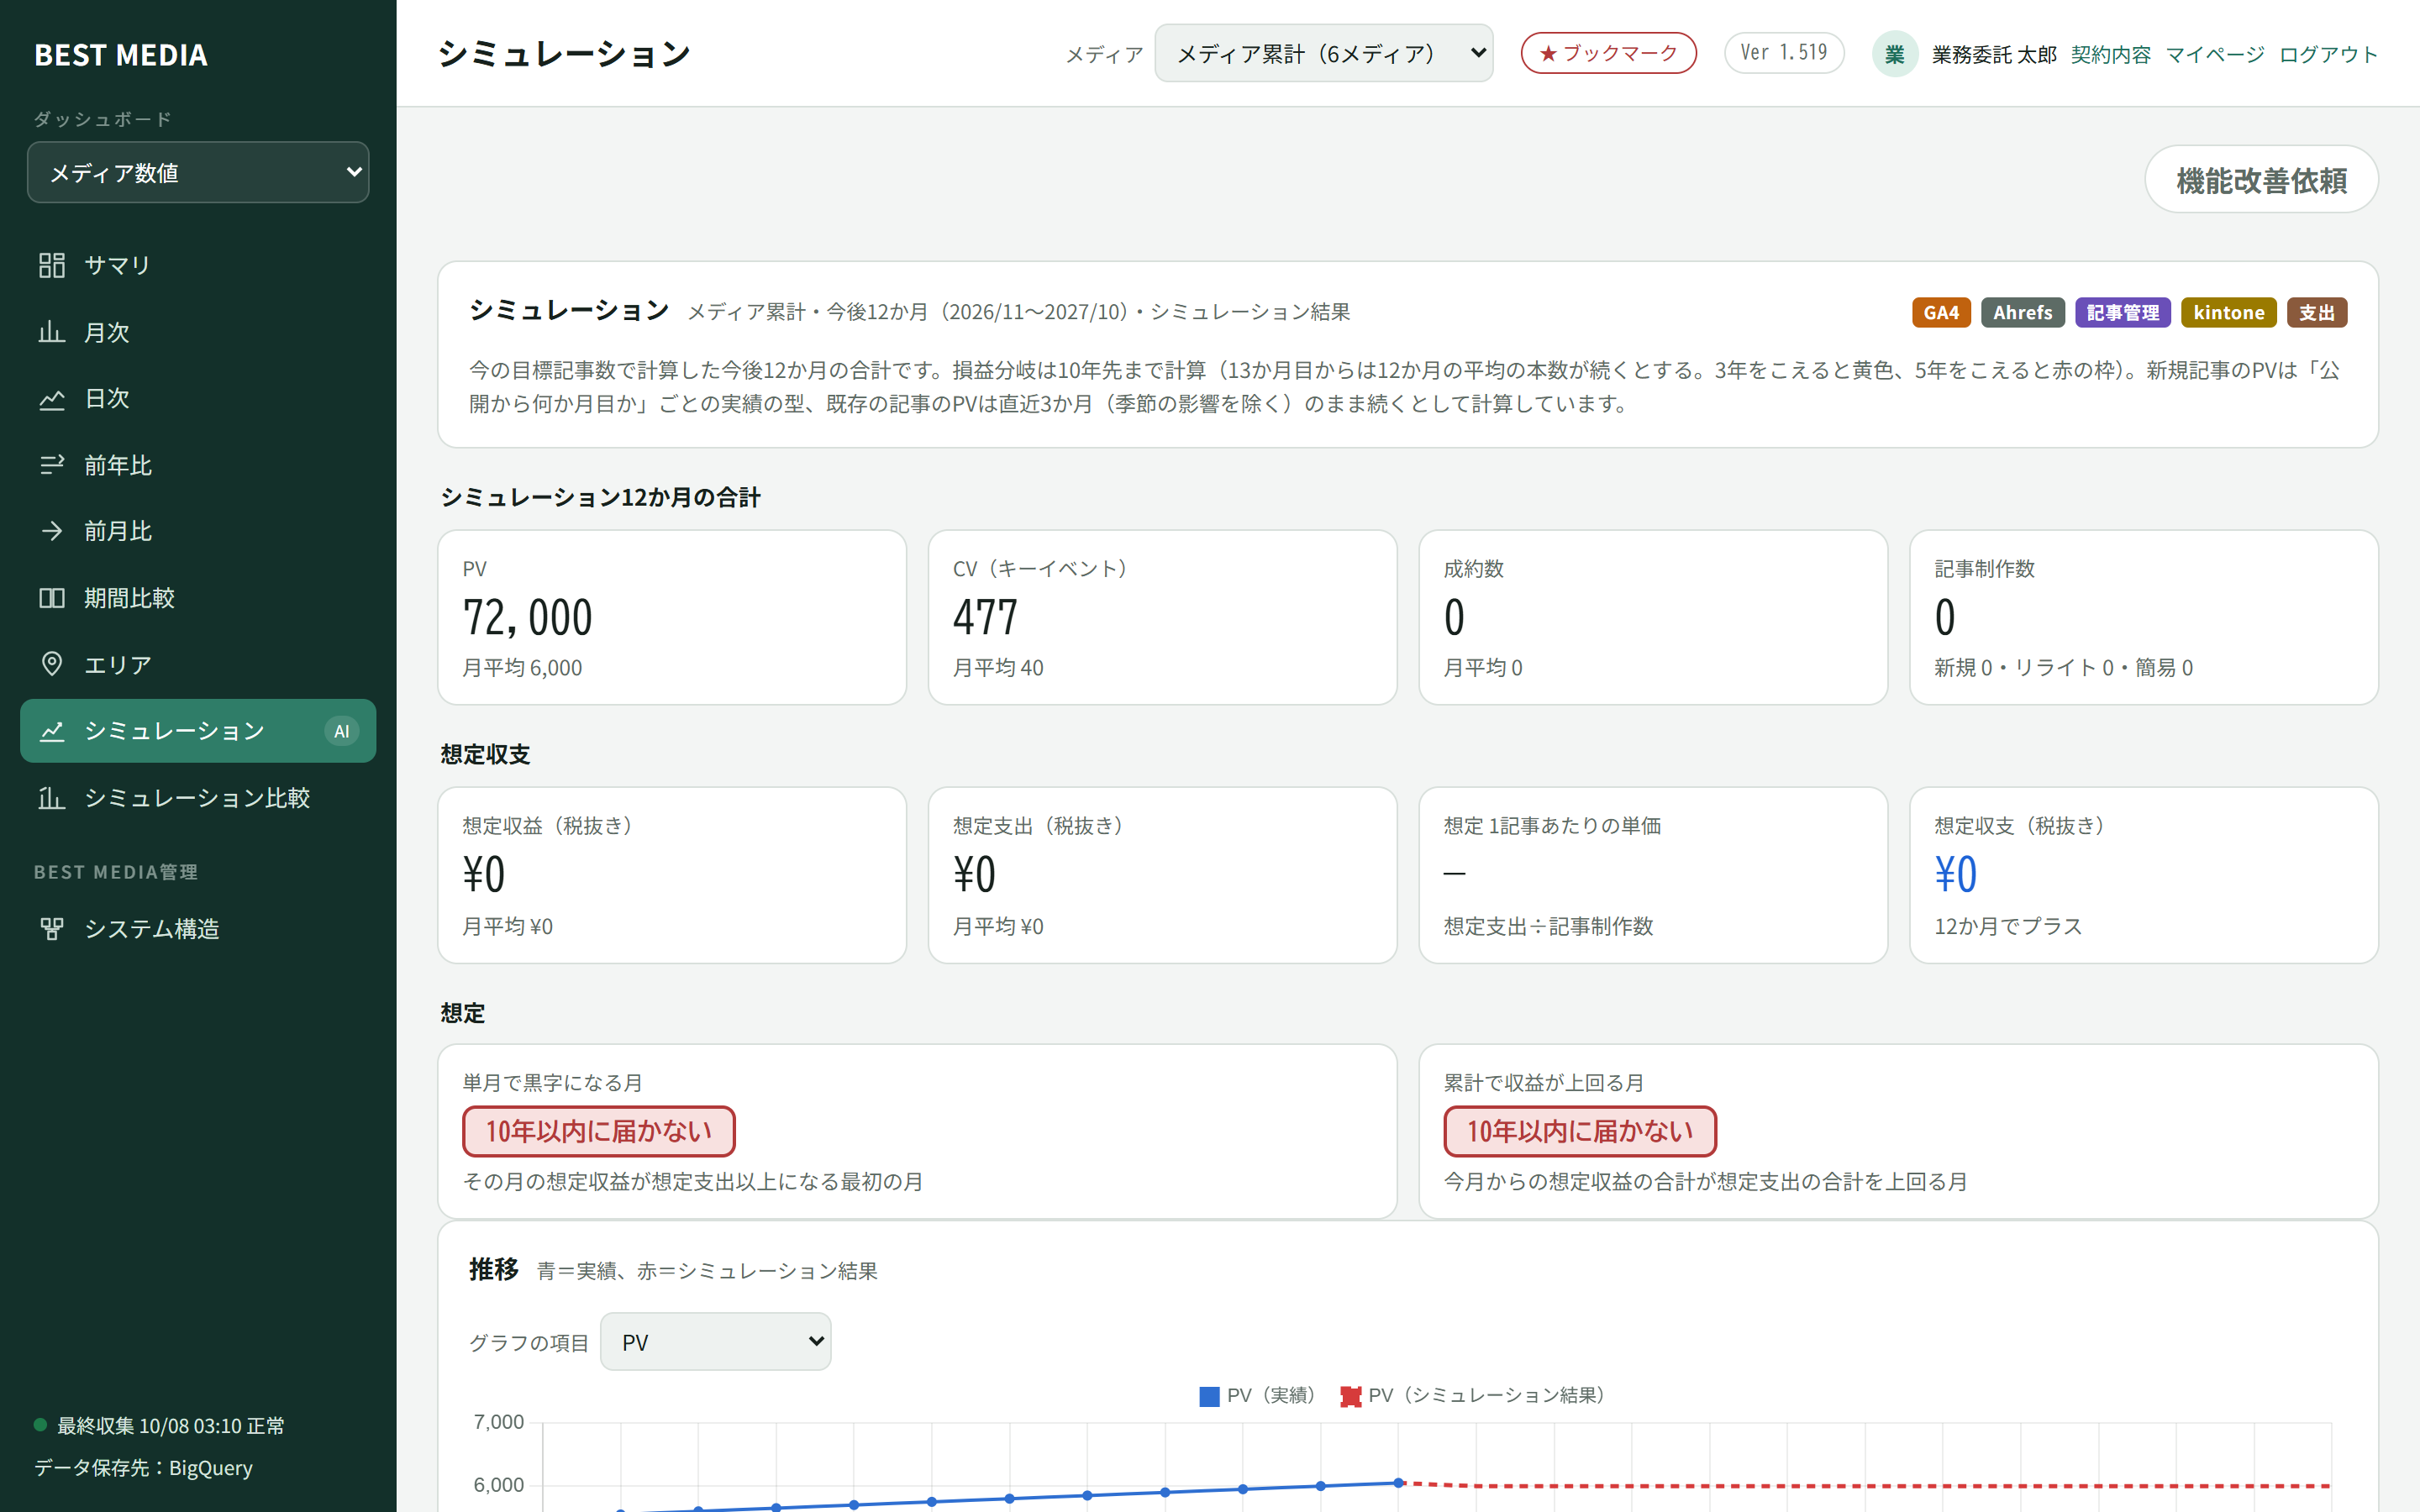 BEST MEDIA
ダッシュボード
メディア数値
サマリ
月次
日次
前年比
前月比
期間比較
エリア
シミュレーション AI
シミュレーション比較
BEST MEDIA管理
システム構造
最終収集 10/08 03:10 正常
データ保存先：BigQuery
シミュレーション
メディア
メディア累計（6メディア）
★ ブックマーク
Ver 1.519
業
業務委託 太郎
契約内容
マイページ
ログアウト
機能改善依頼
シミュレーション メディア累計・今後12か月（2026/11〜2027/10）・シミュレーション結果
GA4
Ahrefs
記事管理
kintone
支出
今の目標記事数で計算した今後12か月の合計です。損益分岐は10年先まで計算（13か月目からは12か月の平均の本数が続くとする。3年をこえると黄色、5年をこえると赤の枠）。新規記事のPVは「公
開から何か月目か」ごとの実績の型、既存の記事のPVは直近3か月（季節の影響を除く）のまま続くとして計算しています。
シミュレーション12か月の合計
PV
72,000
月平均 6,000
CV（キーイベント）
477
月平均 40
成約数
0
月平均 0
記事制作数
0
新規 0・リライト 0・簡易 0
想定収支
想定収益（税抜き）
¥0
月平均 ¥0
想定支出（税抜き）
¥0
月平均 ¥0
想定 1記事あたりの単価
—
想定支出÷記事制作数
想定収支（税抜き）
¥0
12か月でプラス
想定
単月で黒字になる月
10年以内に届かない
その月の想定収益が想定支出以上になる最初の月
累計で収益が上回る月
10年以内に届かない
今月からの想定収益の合計が想定支出の合計を上回る月
推移 青＝実績、赤＝シミュレーション結果
グラフの項目 PV
PV（実績） PV（シミュレーション結果）
7,000
6,000